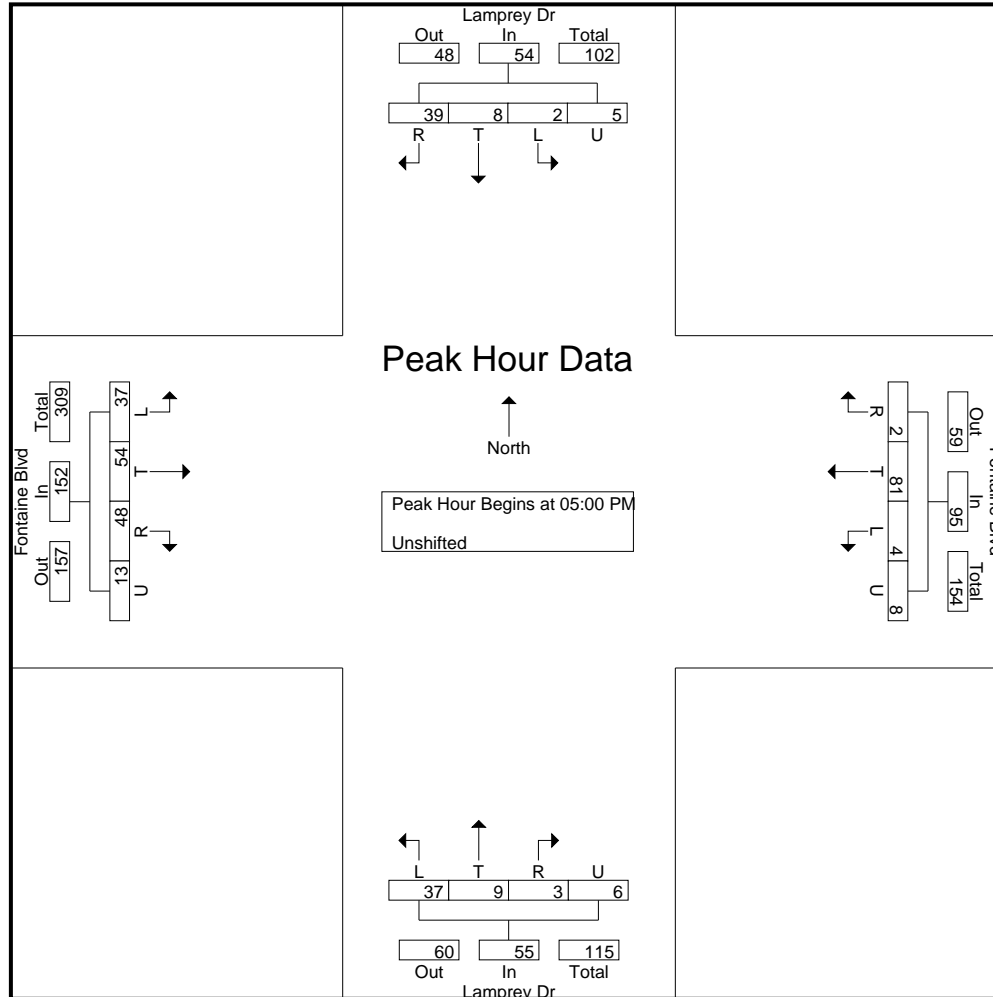 Lamprey Dr
Out In Total
48 54 102
39 8 2 5
R T L U
Peak Hour Data
North
Peak Hour Begins at 05:00 PM
Unshifted
Fontaine Blvd
Total In Out
309 152 157
37 54 48 13
L T R U
R T L U
2 81 4 8
Out In Total
59 95 154
L T R U
37 9 3 6
60 55 115
Out In Total
Lamprey Dr